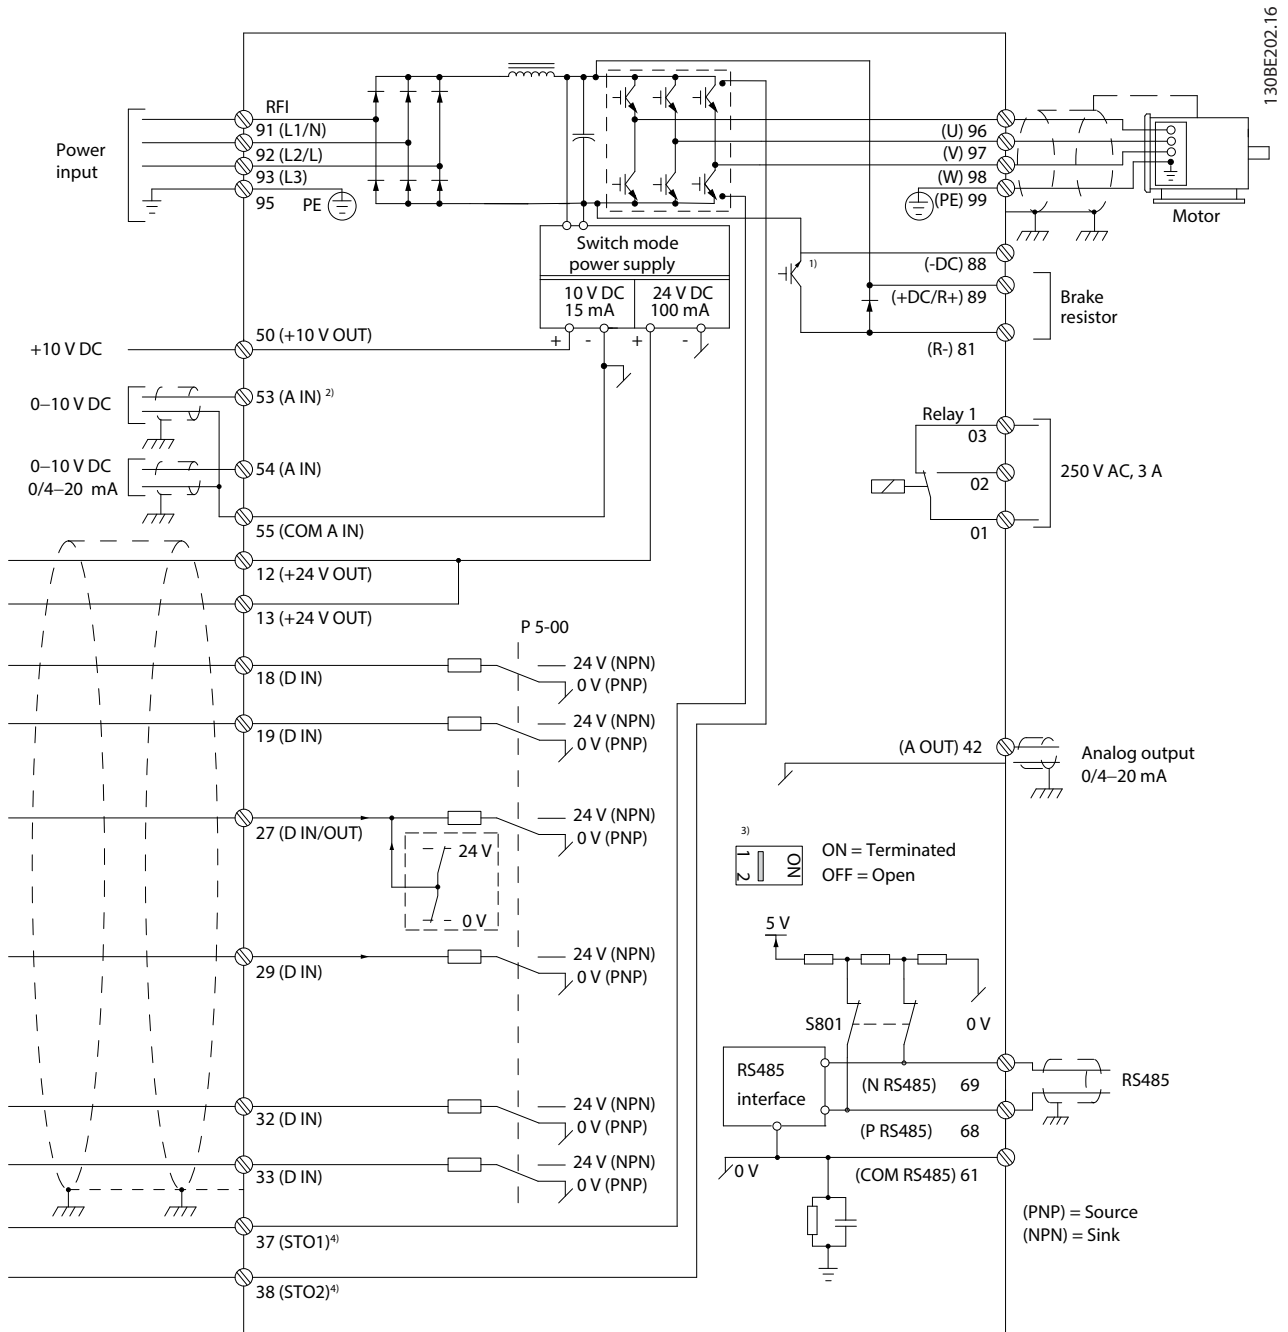 130BE202.16
Power
input
RFI
91 (L1/N)
92 (L2/L)
93 (L3)
95
PE
(U) 96
(V) 97
(W) 98
(PE) 99
Motor
Switch mode
power supply
10 V DC
15 mA
24 V DC
100 mA
+
-
+
-
1)
(-DC) 88
(+DC/R+) 89
(R-) 81
Brake
resistor
+10 V DC
50 (+10 V OUT)
0–10 V DC
53 (A IN) 2)
0–10 V DC
0/4–20 mA
54 (A IN)
55 (COM A IN)
Relay 1
03
02
01
250 V AC, 3 A
12 (+24 V OUT)
13 (+24 V OUT)
P 5-00
18 (D IN)
24 V (NPN)
0 V (PNP)
19 (D IN)
24 V (NPN)
0 V (PNP)
27 (D IN/OUT)
24 V (NPN)
0 V (PNP)
24 V
0 V
29 (D IN)
24 V (NPN)
0 V (PNP)
32 (D IN)
24 V (NPN)
0 V (PNP)
33 (D IN)
24 V (NPN)
0 V (PNP)
37 (STO1)4)
38 (STO2)4)
(A OUT) 42
Analog output
0/4–20 mA
3)
1
2
ON
ON = Terminated
OFF = Open
5 V
S801
0 V
RS485
interface
(N RS485) 69
(P RS485) 68
RS485
0 V
(COM RS485) 61
(PNP) = Source
(NPN) = Sink